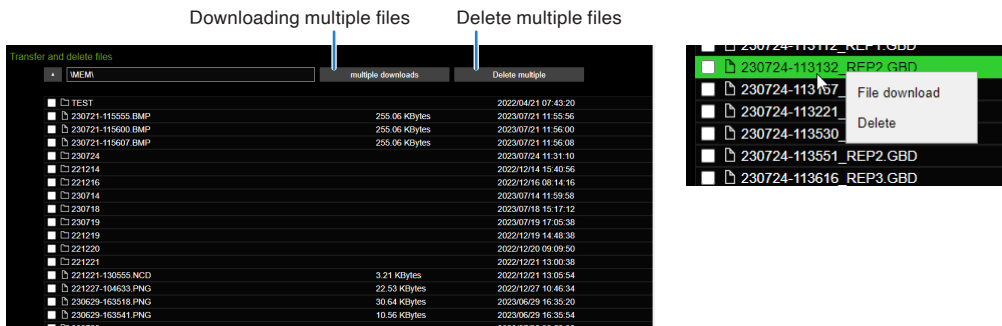 Downloading multiple files Delete multiple files
Transfer and delete files
\MEM\ multiple downloads Delete multiple
TEST 2022/04/21 07:43:20
230721-115555.BMP 255.06 KBytes 2023/07/21 11:55:56
230721-115600.BMP 255.06 KBytes 2023/07/21 11:56:00
230721-115607.BMP 255.06 KBytes 2023/07/21 11:56:08
230724 2023/07/24 11:31:10
221214 2022/12/14 15:40:56
221216 2022/12/16 08:14:16
230714 2023/07/14 11:59:58
230718 2023/07/18 15:17:12
230719 2023/07/19 17:05:38
221219 2022/12/19 14:48:38
221220 2022/12/20 09:09:50
221221 2022/12/21 13:00:38
221221-130555.NCD 3.21 KBytes 2022/12/21 13:05:54
221227-104633.PNG 22.53 KBytes 2022/12/27 10:46:34
230629-163518.PNG 30.64 KBytes 2023/06/29 16:35:20
230629-163541.PNG 10.56 KBytes 2023/06/29 16:35:54
230724-113112_REP1.GBD
230724-113132_REP2.GBD
230724-113157_
File download
230724-113221_
Delete
230724-113530_
230724-113551_REP2.GBD
230724-113616_REP3.GBD